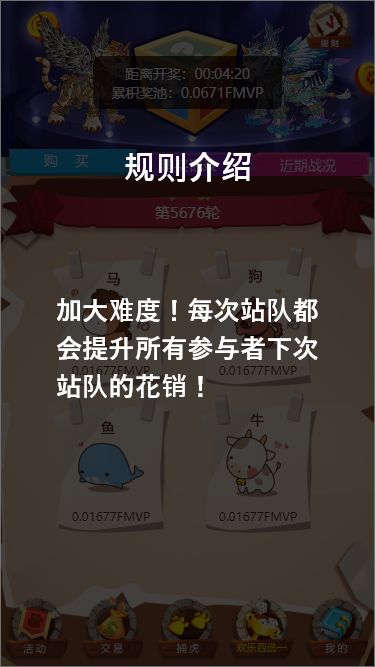 规则
距离开奖：00:04:20
累积奖池：0.0671FMVP
购 买
近期战况
规则介绍
第5676轮
马
狗
加大难度！每次站队都
会提升所有参与者下次
站队的花销！
0.01677FMVP
0.01677FMVP
鱼
牛
0.01677FMVP
0.01677FMVP
活动
交易
捕虎
欢乐四选一
我的